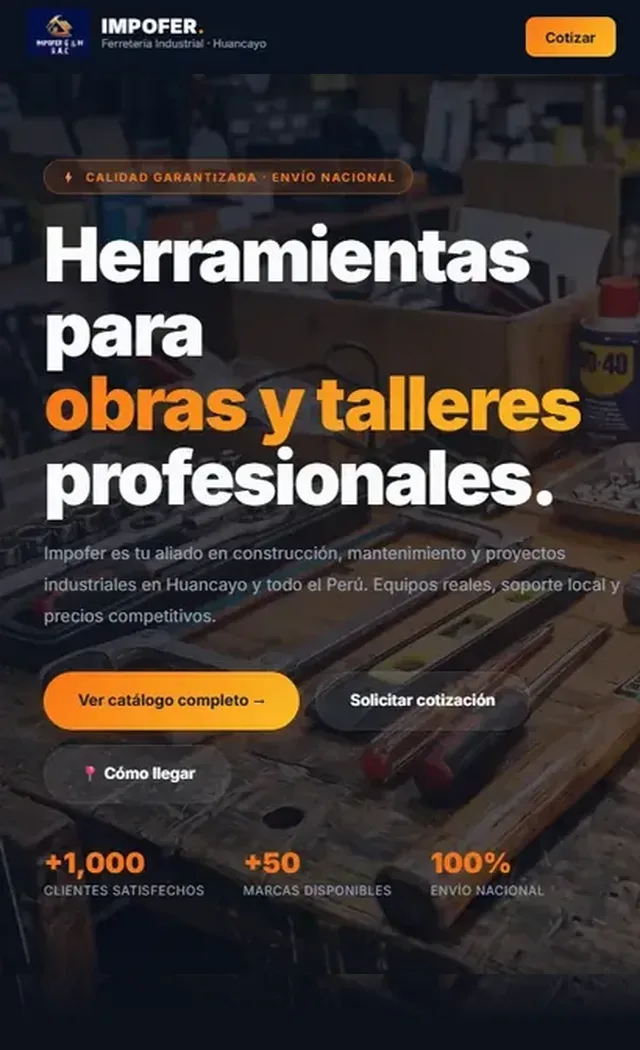 IMPOFER G & M
S.A.C
IMPOFER.
Ferretería Industrial · Huancayo
Cotizar
CALIDAD GARANTIZADA · ENVÍO NACIONAL
Herramientas
para
obras y talleres
profesionales.
Impofer es tu aliado en construcción, mantenimiento y proyectos
industriales en Huancayo y todo el Perú. Equipos reales, soporte local y
precios competitivos.
Ver catálogo completo →
Solicitar cotización
Cómo llegar
+1,000
+50
100%
CLIENTES SATISFECHOS
MARCAS DISPONIBLES
ENVÍO NACIONAL